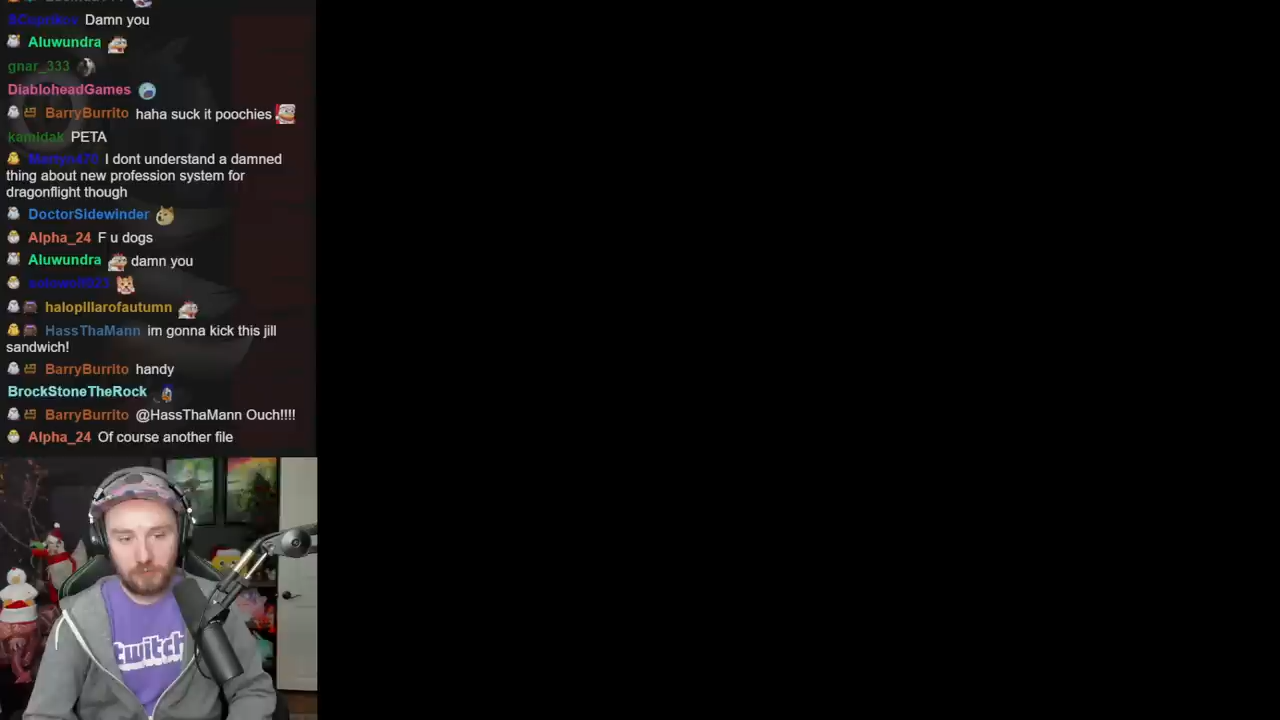 Damn you
Aluwundra
gnar_333
DiabloheadGames
BarryBurrito haha suck it poochies
kamidak PETA
I dont understand a damned
thing about new profession system for
dragonflight though
DoctorSidewinder
Alpha_24 F u dogs
Aluwundra damn you
halopillarofautumn
HassThaMann im gonna kick this jill
sandwich!
BarryBurrito handy
BrockStoneTheRock
BarryBurrito @HassThaMann Ouch!!!!
Alpha_24 Of course another file
twitch